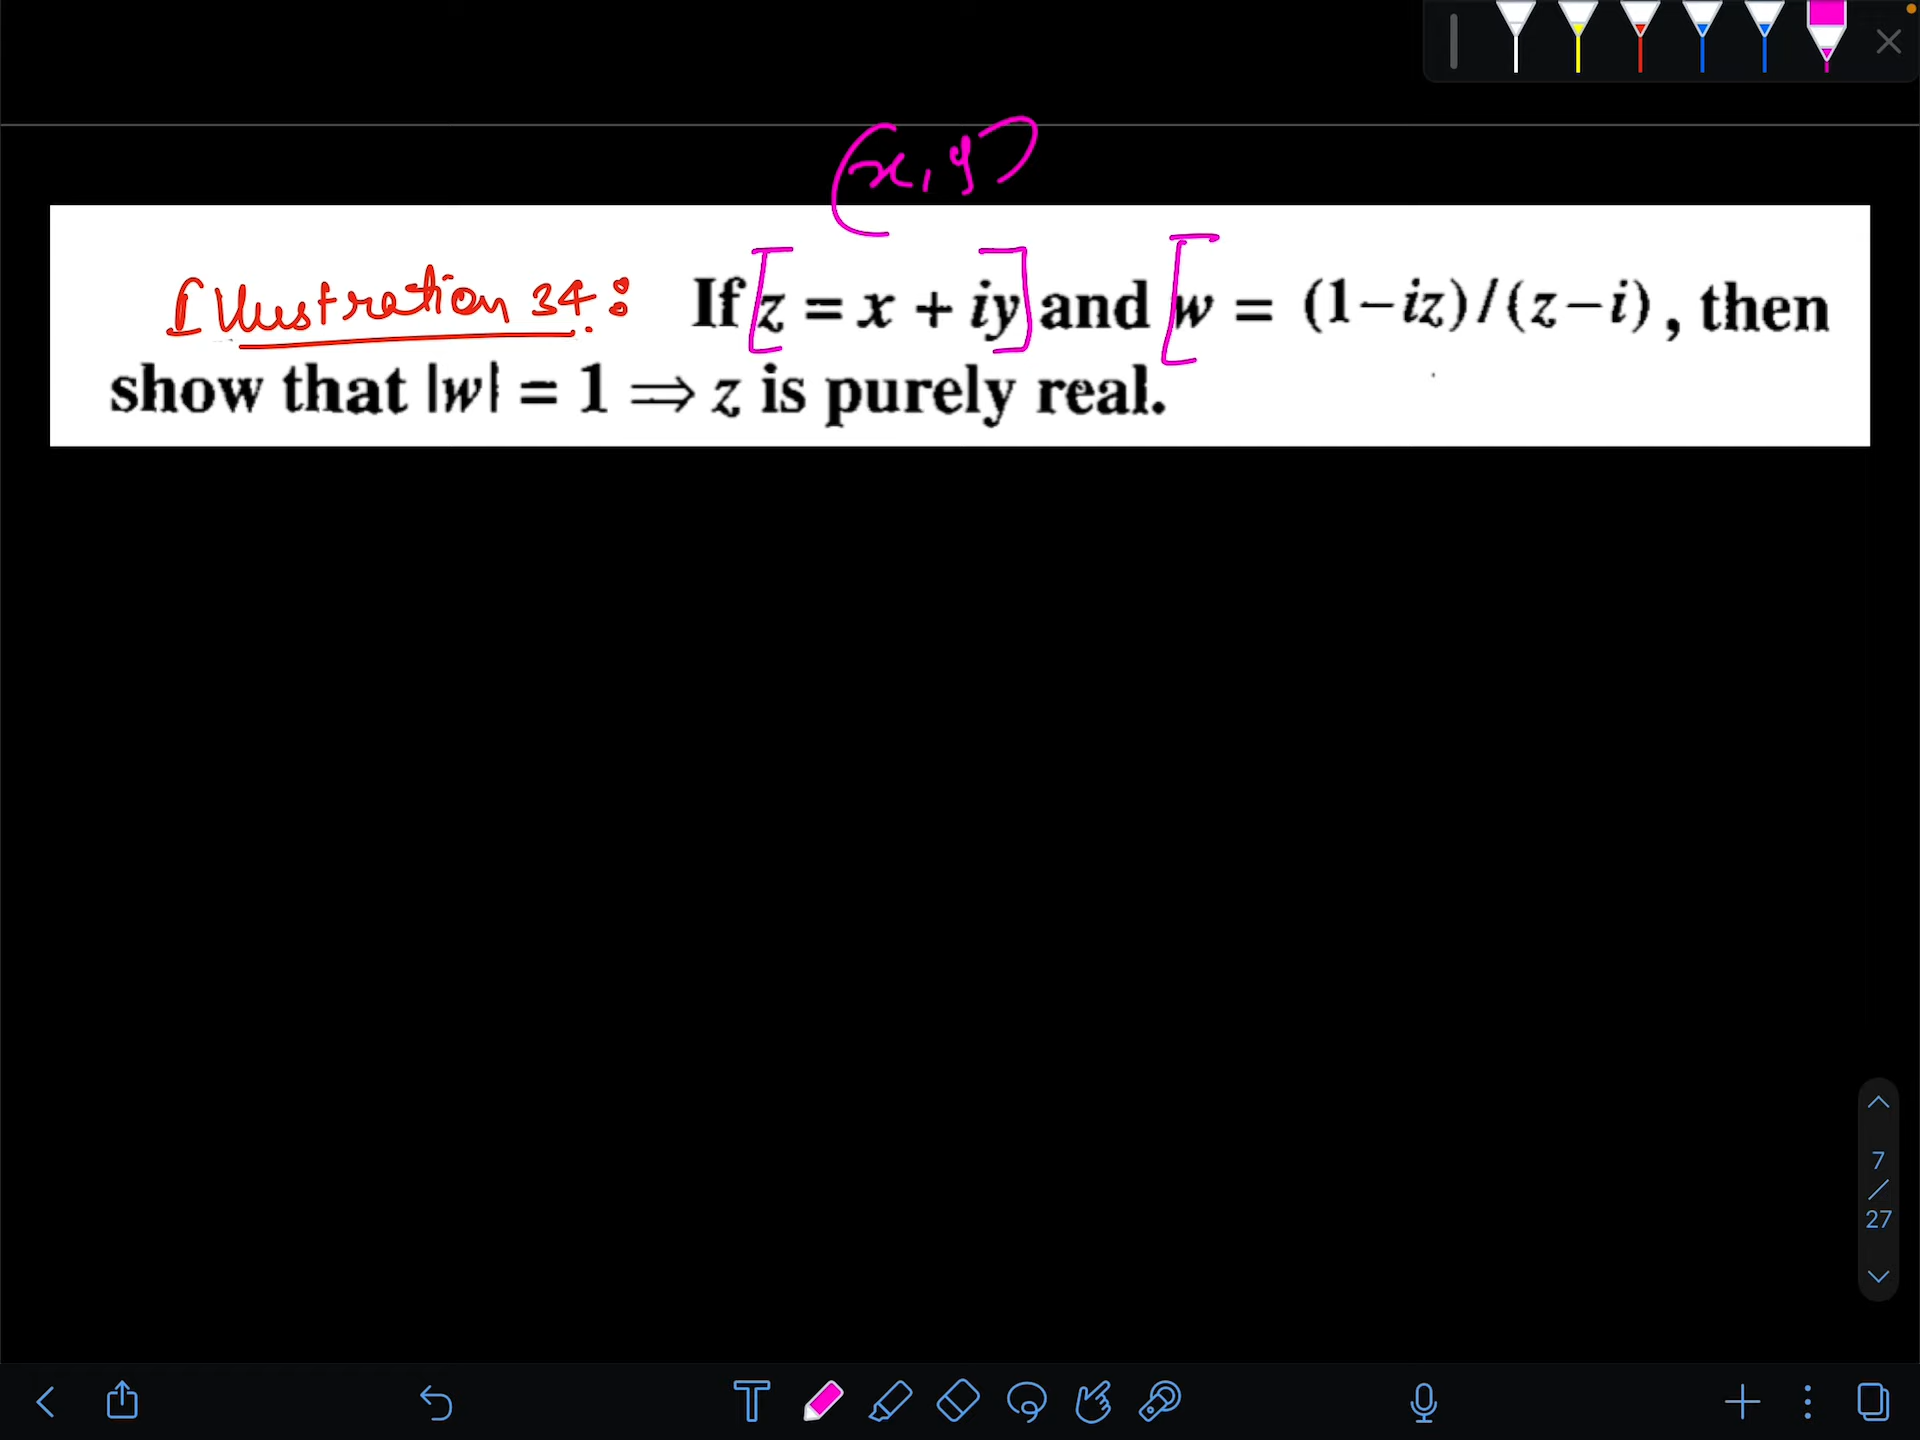 (x, y)
Illustration 34: If [z = x + iy] and [w = (1−iz)/(z−i), then
show that |w| = 1 ⇒ z is purely real.
7
/
27